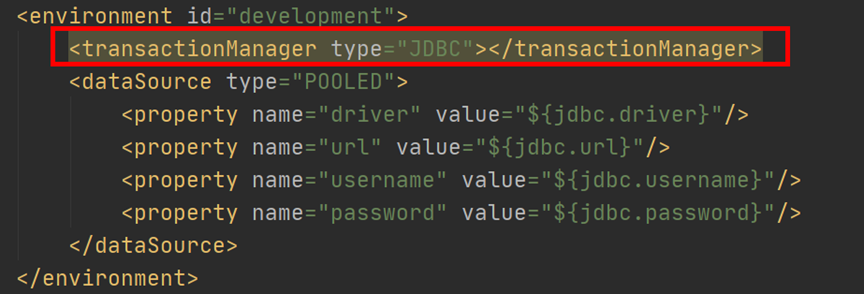 <environment id="development">
<transactionManager type="JDBC"></transactionManager>
<dataSource type="POOLED">
<property name="driver" value="${jdbc.driver}"/>
<property name="url" value="${jdbc.url}"/>
<property name="username" value="${jdbc.username}"/>
<property name="password" value="${jdbc.password}"/>
</dataSource>
</environment>